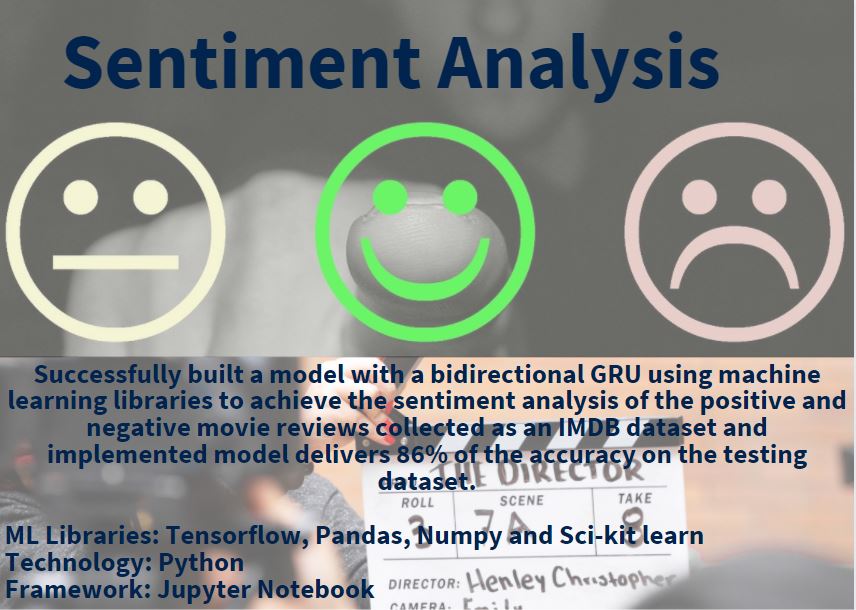 Sentiment Analysis
Successfully built a model with a bidirectional GRU using machine
learning libraries to achieve the sentiment analysis of the positive and
negative movie reviews collected as an IMDB dataset and
implemented model delivers 86% of the accuracy on the testing
dataset.
THE DIRECTOR
ROLL SCENE TAKE
3 7A 8
ML Libraries: Tensorflow, Pandas, Numpy and Sci-kit learn
Technology: Python
Framework: Jupyter Notebook
DIRECTOR: Henley Christopher
CAMERA: Emily